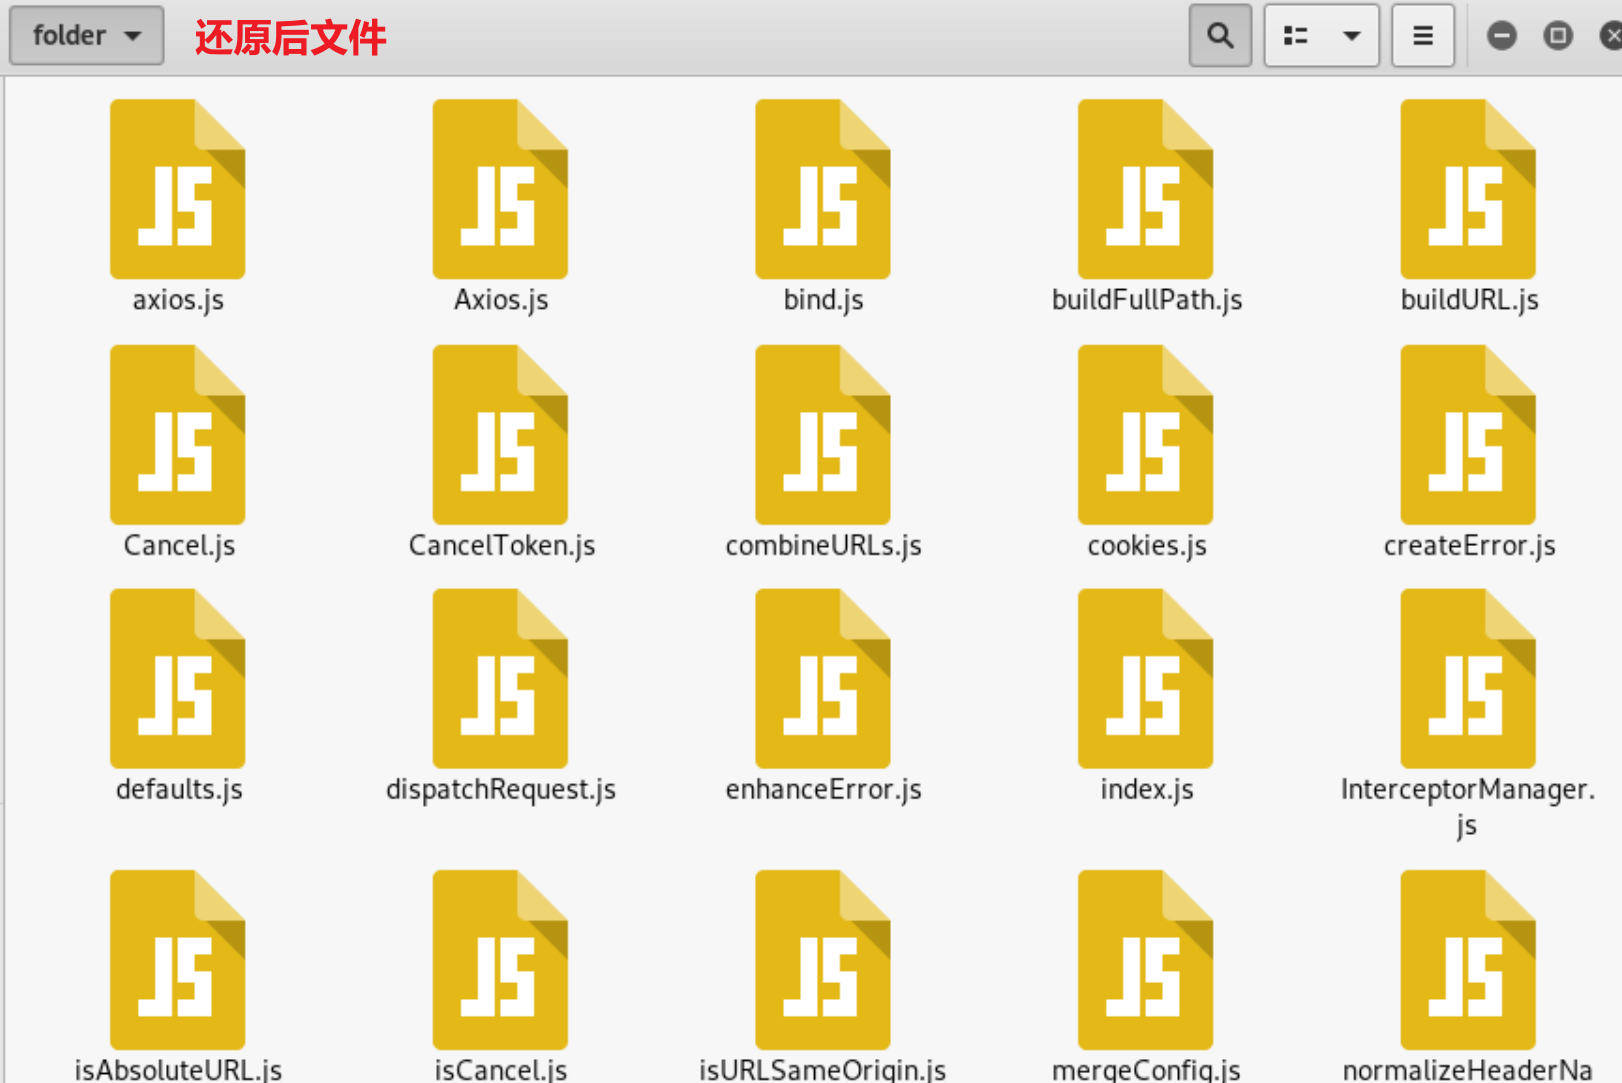 folder 还原后文件
JS JS JS JS JS
axios.js Axios.js bind.js buildFullPath.js buildURL.js
JS JS JS JS JS
Cancel.js CancelToken.js combineURLs.js cookies.js createError.js
JS JS JS JS JS
defaults.js dispatchRequest.js enhanceError.js index.js InterceptorManager.
js
JS JS JS JS JS
isAbsoluteURL.js isCancel.js isURLSameOrigin.js mergeConfig.js normalizeHeaderNa